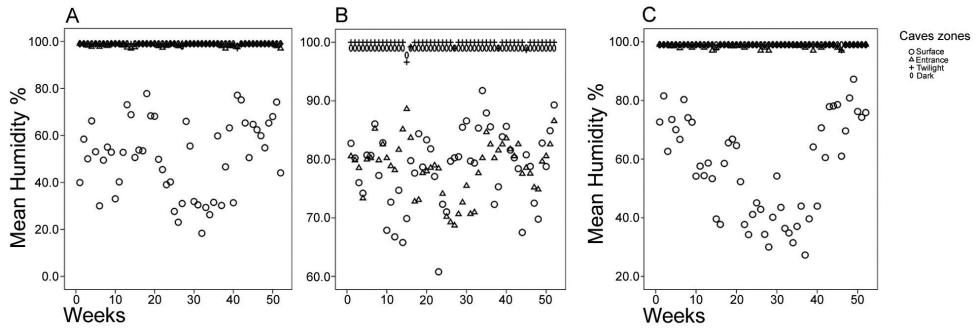 A
B
C
Mean Humidity %
100.0
80.0
60.0
40.0
20.0
0.0
0 10 20 30 40 50
Weeks
100.0
90.0
80.0
70.0
60.0
0 10 20 30 40 50
Mean Humidity %
100.0
80.0
60.0
40.0
20.0
0 10 20 30 40 50
Weeks
Caves zones
Surface
Entrance
Twilight
Dark